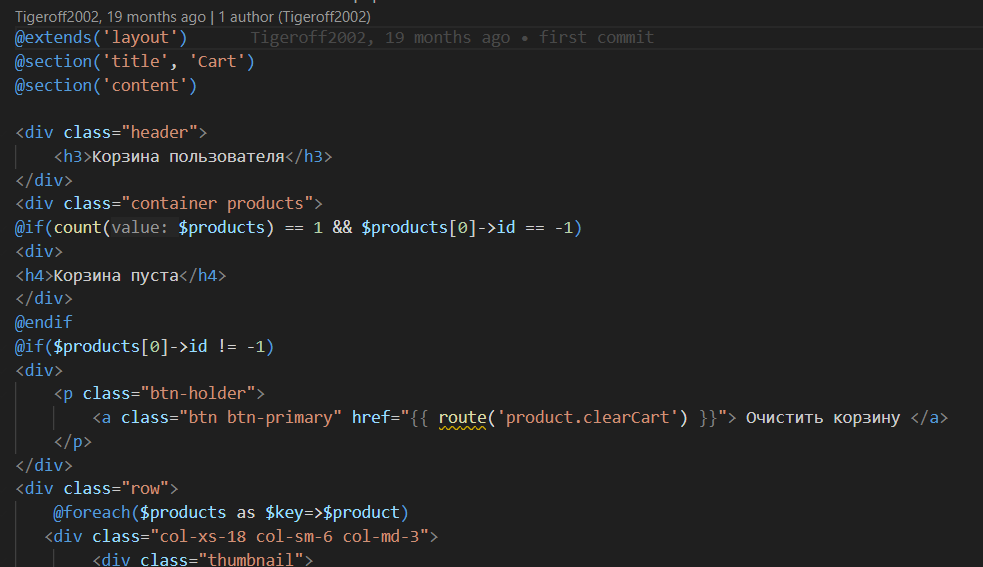 Tigeroff2002, 19 months ago | 1 author (Tigeroff2002)
@extends('layout') Tigeroff2002, 19 months ago • first commit
@section('title', 'Cart')
@section('content')
<div class="header">
<h3>Корзина пользователя</h3>
</div>
<div class="container products">
@if(count(value: $products) == 1 && $products[0]->id == -1)
<div>
<h4>Корзина пуста</h4>
</div>
@endif
@if($products[0]->id != -1)
<div>
<p class="btn-holder">
<a class="btn btn-primary" href="{{ route('product.clearCart') }}"> Очистить корзину </a>
</p>
</div>
<div class="row">
@foreach($products as $key=>$product)
<div class="col-xs-18 col-sm-6 col-md-3">
<div class="thumbnail">